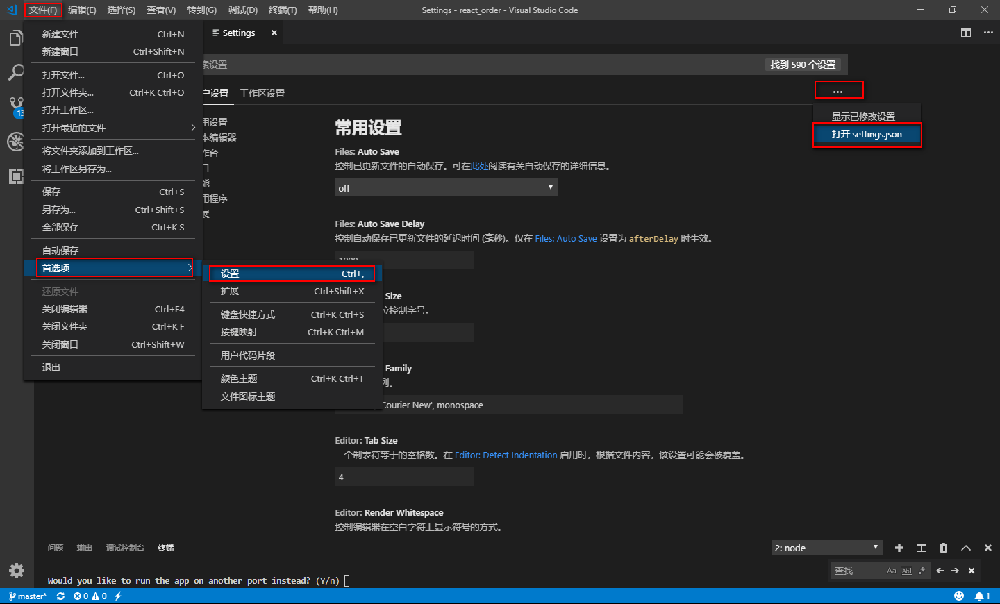 文件(F) 编辑(E) 选择(S) 查看(V) 转到(G) 调试(D) 终端(T) 帮助(H) Settings - react_order - Visual Studio Code
Settings
新建文件 Ctrl+N
新建窗口 Ctrl+Shift+N
打开文件... Ctrl+O
打开文件夹... Ctrl+K Ctrl+O
打开工作区...
打开最近的文件
将文件夹添加到工作区...
将工作区另存为...
保存 Ctrl+S
另存为... Ctrl+Shift+S
全部保存 Ctrl+K S
自动保存
首选项
还原文件
关闭编辑器 Ctrl+F4
关闭文件夹 Ctrl+K F
关闭窗口 Ctrl+Shift+W
退出
设置 Ctrl+,
扩展 Ctrl+Shift+X
键盘快捷方式 Ctrl+K Ctrl+S
按键映射 Ctrl+K Ctrl+M
用户代码片段
颜色主题 Ctrl+K Ctrl+T
文件图标主题
13
索设置 找到 590 个设置
户设置 工作区设置
...
显示已修改设置
打开 settings.json
用设置
本编辑器
作台
口
能
用程序
展
常用设置
Files: Auto Save
控制已更新文件的自动保存。可在此处阅读有关自动保存的详细信息。
off
Files: Auto Save Delay
控制自动保存已更新文件的延迟时间 (毫秒)。仅在 Files: Auto Save 设置为 afterDelay 时生效。
1000
Size
位控制字号。
Family
列。
Courier New', monospace
Editor: Tab Size
一个制表符等于的空格数。在 Editor: Detect Indentation 启用时，根据文件内容，该设置可能会被覆盖。
4
Editor: Render Whitespace
控制编辑器在空白字符上显示符号的方式。
问题 输出 调试控制台 终端 2: node
查找 Aa Abl .*
Would you like to run the app on another port instead? (Y/n)
master* 0 0 1